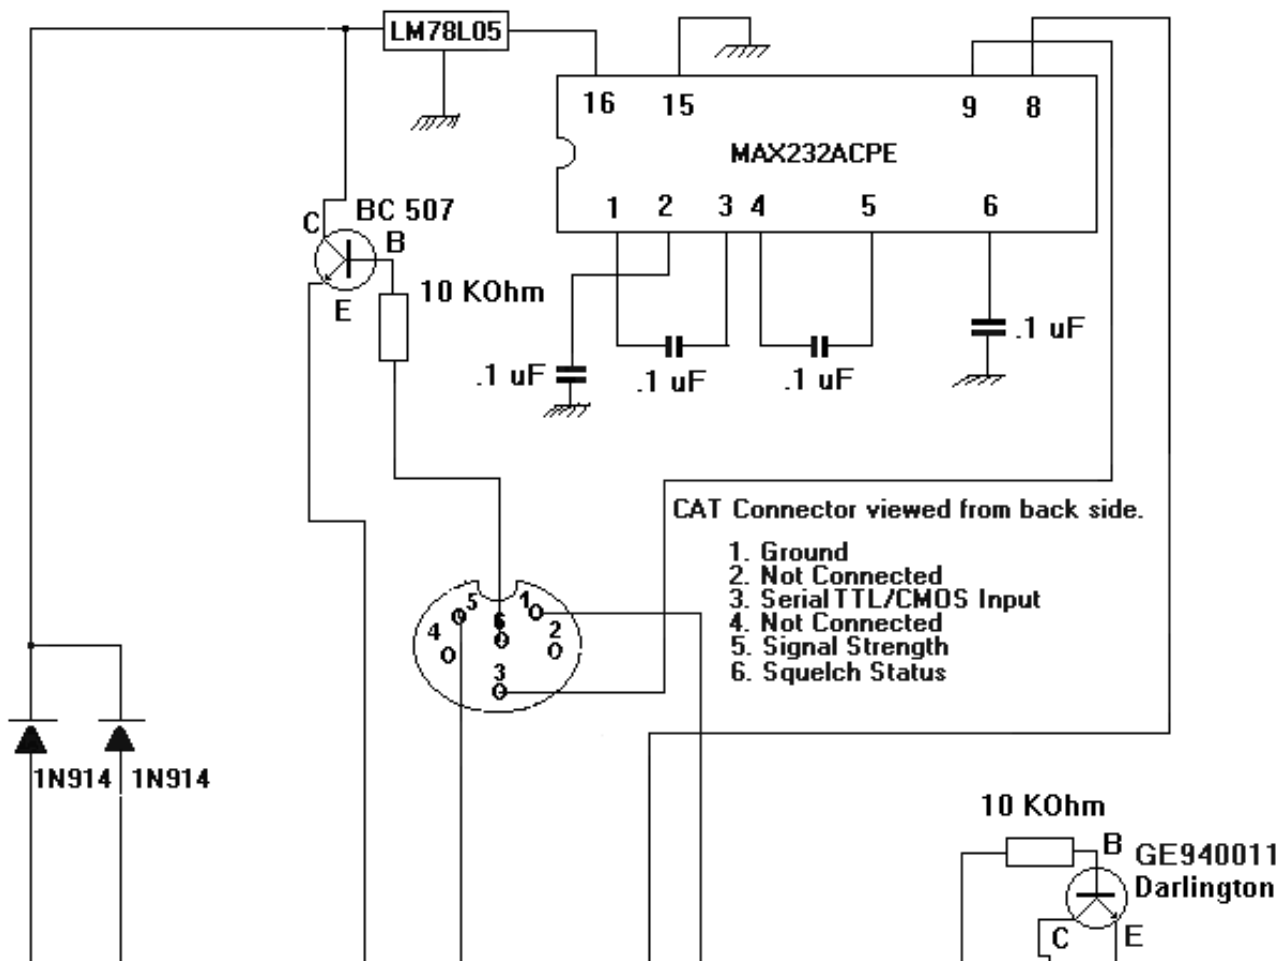 LM78L05
16 15 9 8
MAX232ACPE
1 2 3 4 5 6
C BC 507
B
E
10 KOhm
.1 uF
.1 uF
.1 uF
.1 uF
CAT Connector viewed from back side.
1. Ground
2. Not Connected
3. Serial TTL/CMOS Input
4. Not Connected
5. Signal Strength
6. Squelch Status
5 1
4 6 2
3
1N914 1N914
10 KOhm
B GE940011
Darlington
C E